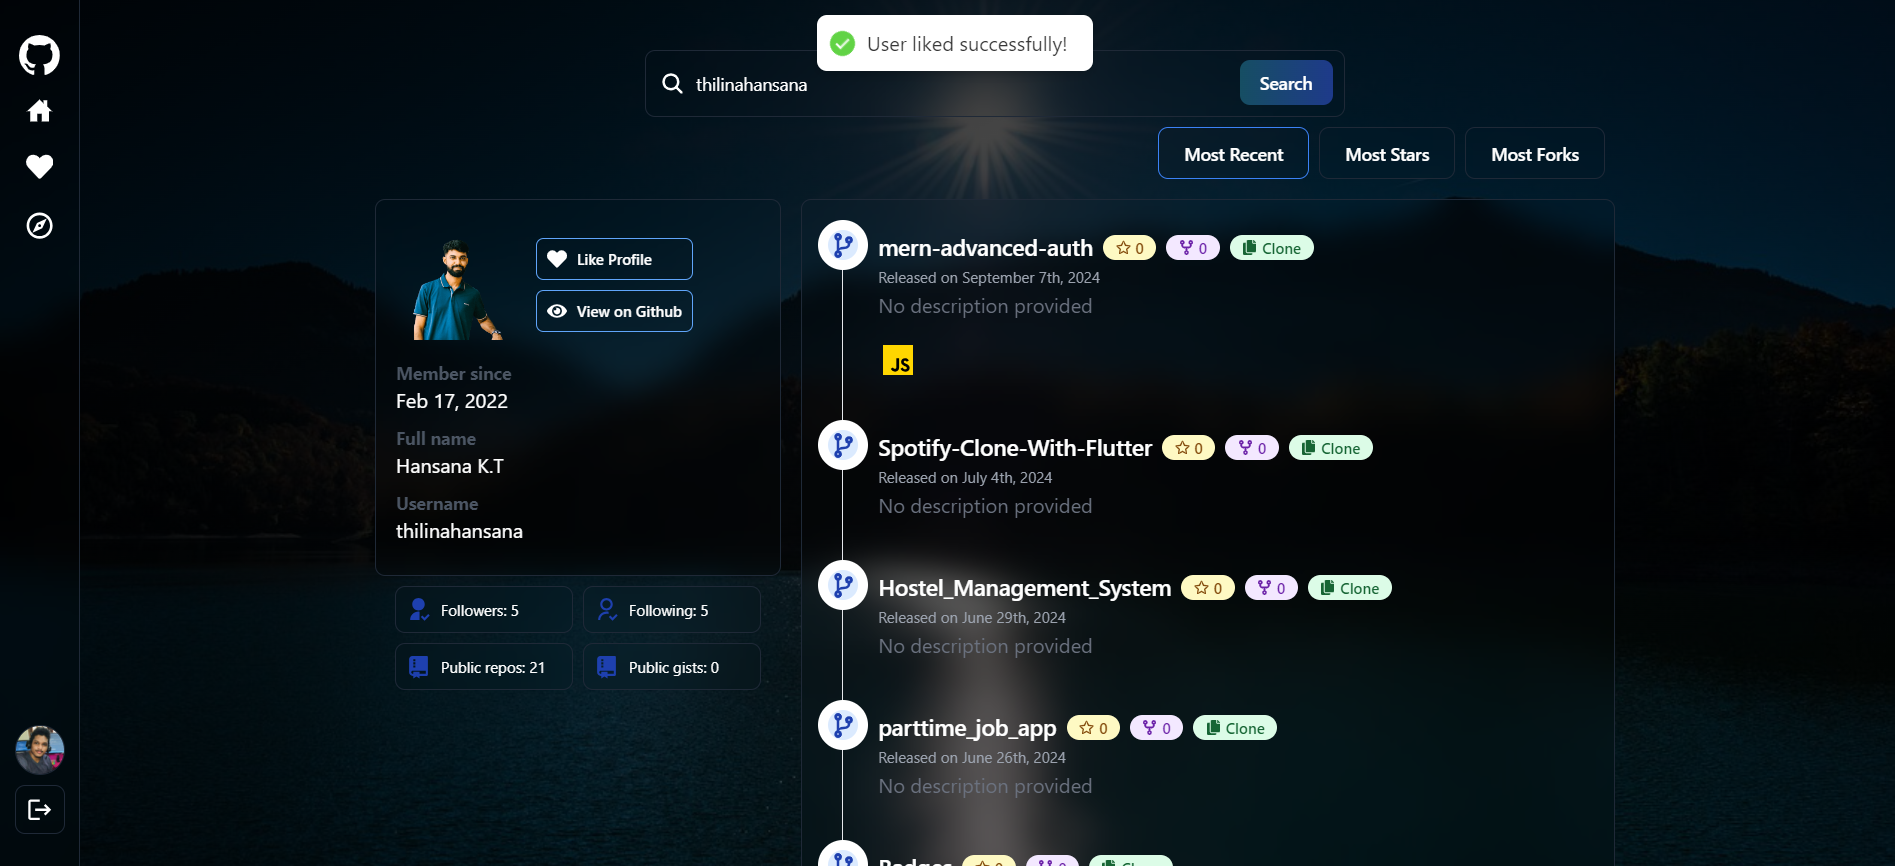 User liked successfully!
thilinahansana
Search
Most Recent
Most Stars
Most Forks
Like Profile
View on Github
Member since
Feb 17, 2022
Full name
Hansana K.T
Username
thilinahansana
Followers: 5
Following: 5
Public repos: 21
Public gists: 0
mern-advanced-auth 0 0 Clone
Released on September 7th, 2024
No description provided
JS
Spotify-Clone-With-Flutter 0 0 Clone
Released on July 4th, 2024
No description provided
Hostel_Management_System 0 0 Clone
Released on June 29th, 2024
No description provided
parttime_job_app 0 0 Clone
Released on June 26th, 2024
No description provided
Badges 0 0 Clone